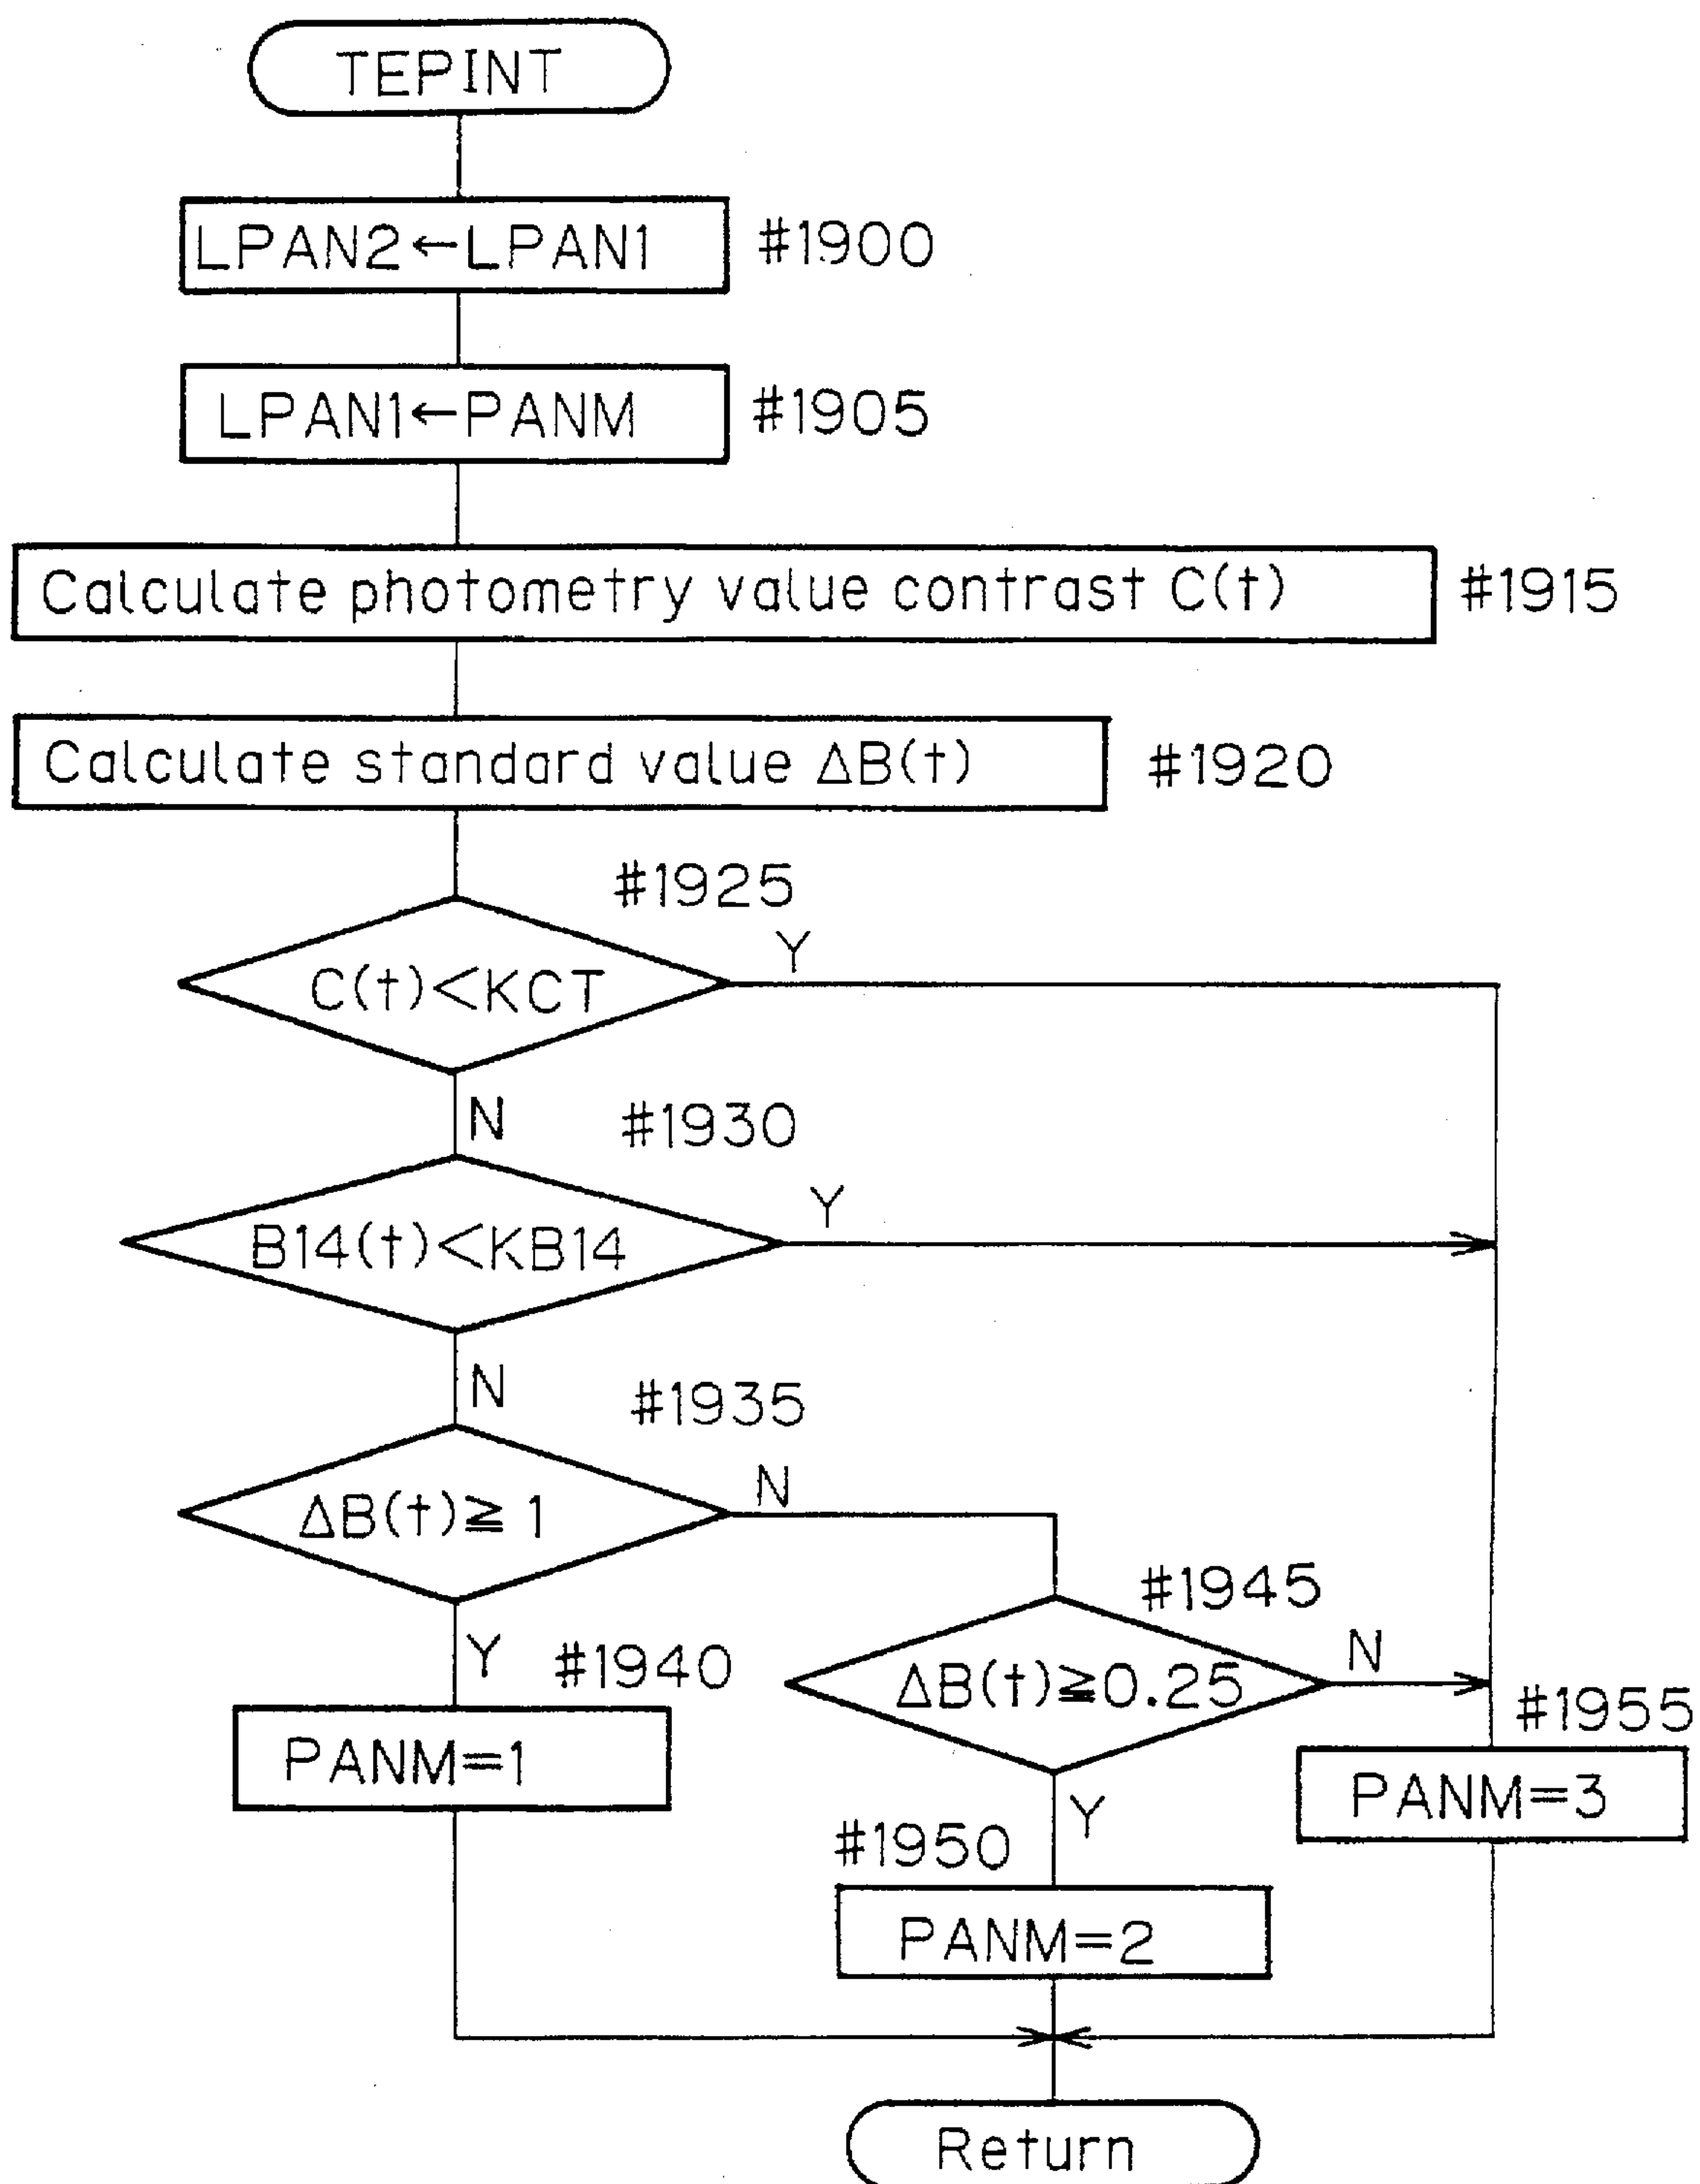 TEPINT
LPAN2←LPAN1 #1900
LPAN1←PANM #1905
Calculate photometry value contrast C(t) #1915
Calculate standard value ΔB(t) #1920
#1925
C(t)<KCT
Y
N
#1930
B14(t)<KB14
Y
N
#1935
ΔB(t)≧1
N
#1945
ΔB(t)≧0.25
N
Y
#1940
PANM=1
#1955
PANM=3
Y
#1950
PANM=2
Return